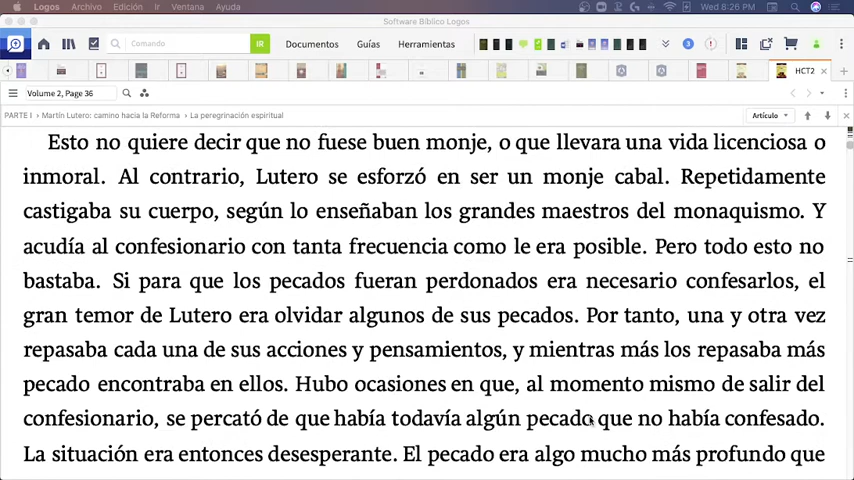 Logos Archivo Edición Ir Ventana Ayuda Wed 8:26 PM
Software Bíblico Logos
Comando IR Documentos Guías Herramientas 3
HCT2
Volume 2, Page 36
PARTE I › Martín Lutero: camino hacia la Reforma › La peregrinación espiritual Artículo
Esto no quiere decir que no fuese buen monje, o que llevara una vida licenciosa o
inmoral. Al contrario, Lutero se esforzó en ser un monje cabal. Repetidamente
castigaba su cuerpo, según lo enseñaban los grandes maestros del monaquismo. Y
acudía al confesionario con tanta frecuencia como le era posible. Pero todo esto no
bastaba. Si para que los pecados fueran perdonados era necesario confesarlos, el
gran temor de Lutero era olvidar algunos de sus pecados. Por tanto, una y otra vez
repasaba cada una de sus acciones y pensamientos, y mientras más los repasaba más
pecado encontraba en ellos. Hubo ocasiones en que, al momento mismo de salir del
confesionario, se percató de que había todavía algún pecado que no había confesado.
La situación era entonces desesperante. El pecado era algo mucho más profundo que